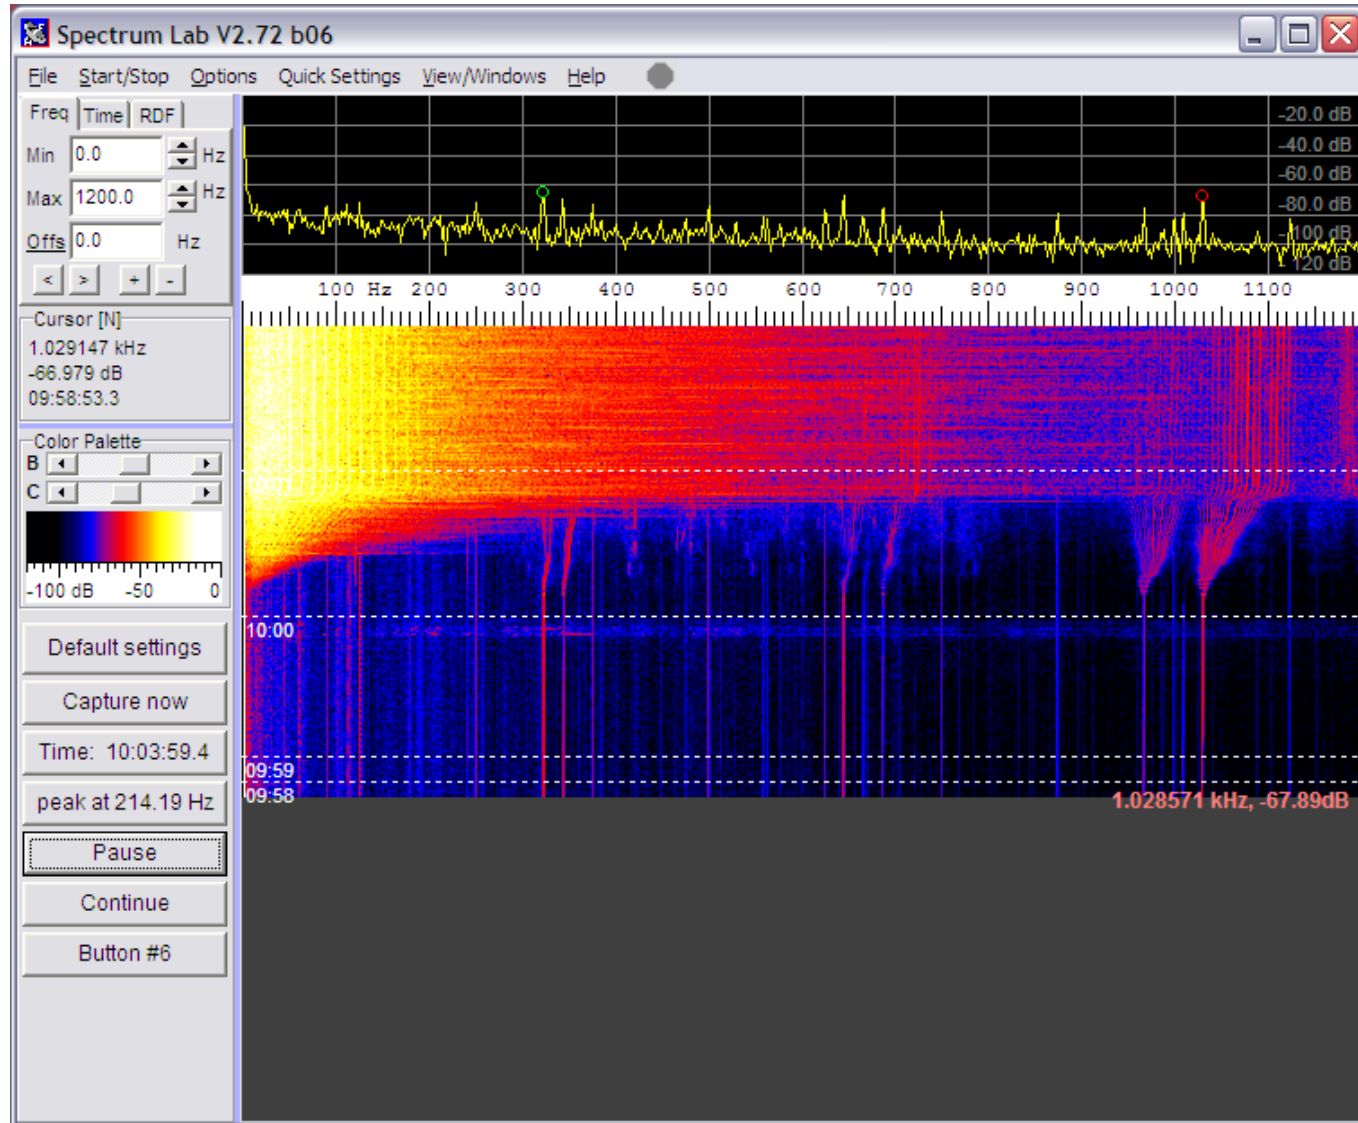 Spectrum Lab V2.72 b06
File Start/Stop Options Quick Settings View/Windows Help
Freq Time RDF
Min 0.0 Hz
Max 1200.0 Hz
Offs 0.0 Hz
< > + -
Cursor [N]
1.029147 kHz
-66.979 dB
09:58:53.3
Color Palette
B
C
-100 dB -50 0
Default settings
Capture now
Time: 10:03:59.4
peak at 214.19 Hz
Pause
Continue
Button #6
-20.0 dB
-40.0 dB
-60.0 dB
-80.0 dB
-100 dB
-120 dB
100 Hz 200 300 400 500 600 700 800 900 1000 1100
10:00
09:59
09:58
1.028571 kHz, -67.89dB